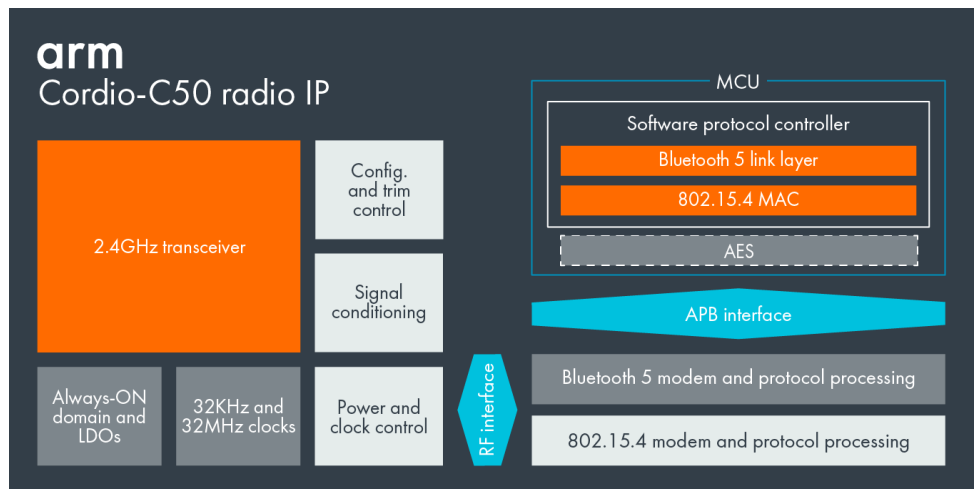 arm
Cordio-C50 radio IP
2.4GHz transceiver
Config.
and trim
control
Signal
conditioning
Always-ON
domain and
LDOs
32KHz and
32MHz clocks
Power and
clock control
RF interface
MCU
Software protocol controller
Bluetooth 5 link layer
802.15.4 MAC
AES
APB interface
Bluetooth 5 modem and protocol processing
802.15.4 modem and protocol processing